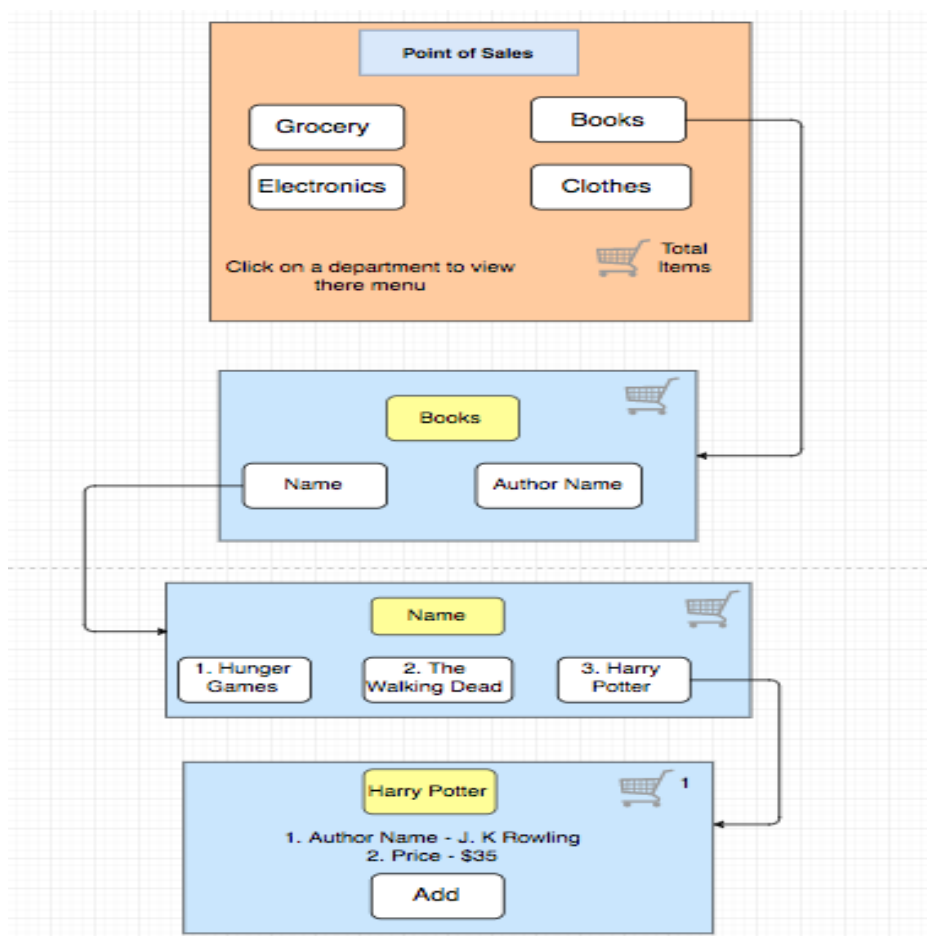 Point of Sales
Grocery
Books
Electronics
Clothes
Click on a department to view
there menu
Total
Items
Books
Name
Author Name
Name
1. Hunger
Games
2. The
Walking Dead
3. Harry
Potter
Harry Potter
1
1. Author Name - J. K Rowling
2. Price - $35
Add